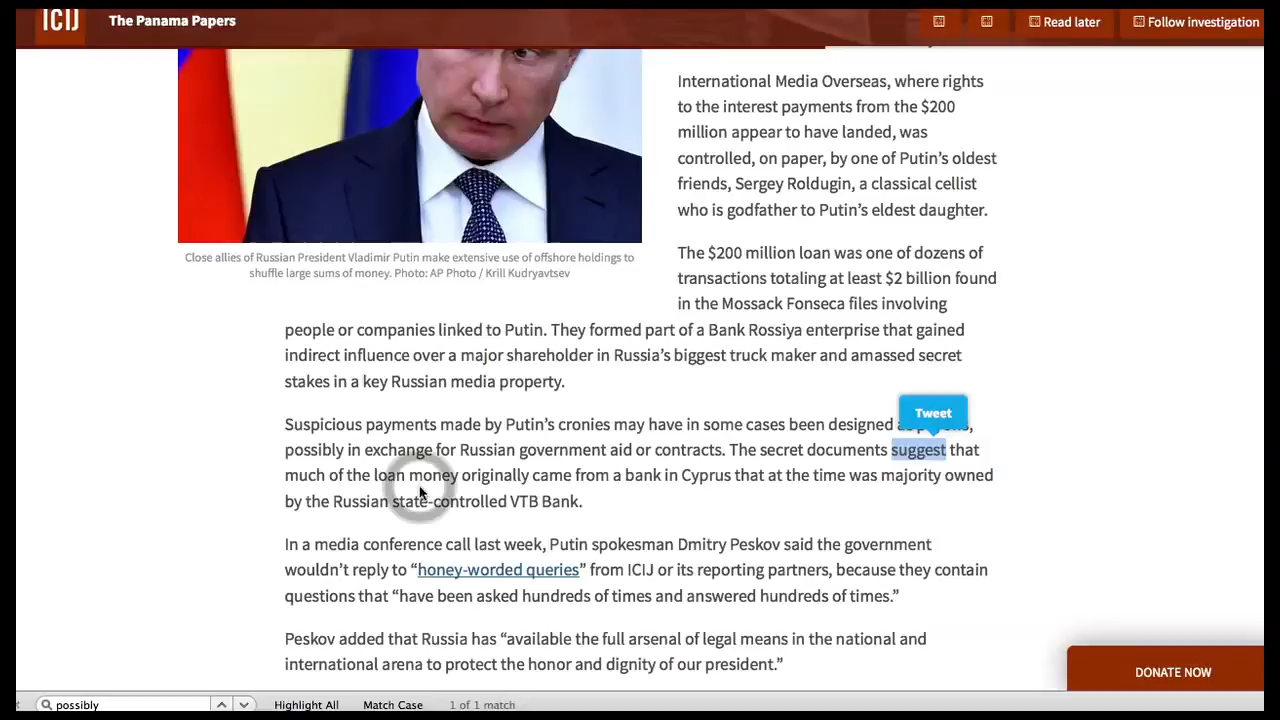 ICIJ
The Panama Papers
Read later
Follow investigation
International Media Overseas, where rights
to the interest payments from the $200
million appear to have landed, was
controlled, on paper, by one of Putin’s oldest
friends, Sergey Roldugin, a classical cellist
who is godfather to Putin’s eldest daughter.
Close allies of Russian President Vladimir Putin make extensive use of offshore holdings to
shuffle large sums of money. Photo: AP Photo / Krill Kudryavtsev
The $200 million loan was one of dozens of
transactions totaling at least $2 billion found
in the Mossack Fonseca files involving
people or companies linked to Putin. They formed part of a Bank Rossiya enterprise that gained
indirect influence over a major shareholder in Russia’s biggest truck maker and amassed secret
stakes in a key Russian media property.
Tweet
Suspicious payments made by Putin’s cronies may have in some cases been designed
possibly in exchange for Russian government aid or contracts. The secret documents suggest that
much of the loan money originally came from a bank in Cyprus that at the time was majority owned
by the Russian state-controlled VTB Bank.
In a media conference call last week, Putin spokesman Dmitry Peskov said the government
wouldn’t reply to “honey-worded queries” from ICIJ or its reporting partners, because they contain
questions that “have been asked hundreds of times and answered hundreds of times.”
Peskov added that Russia has “available the full arsenal of legal means in the national and
international arena to protect the honor and dignity of our president.”
DONATE NOW
possibly
Highlight All
Match Case
1 of 1 match